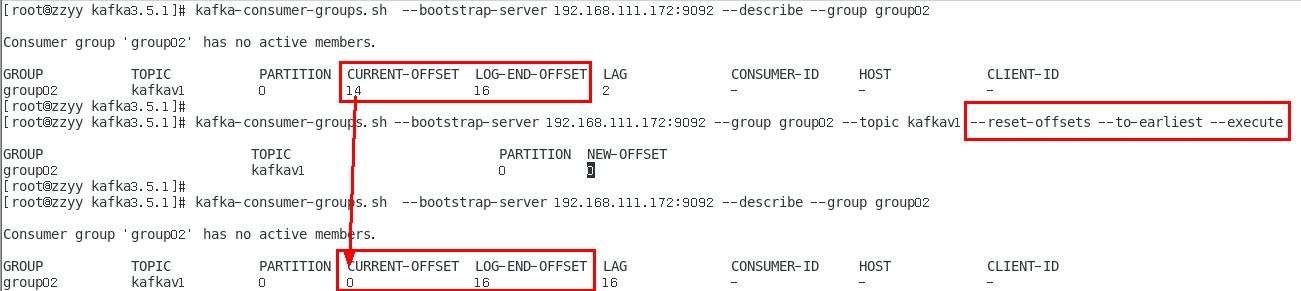 [root@zzyy kafka3.5.1]# kafka-consumer-groups.sh  --bootstrap-server 192.168.111.172:9092 --describe --group group02
Consumer group 'group02' has no active members.
GROUP           TOPIC           PARTITION  CURRENT-OFFSET  LOG-END-OFFSET  LAG             CONSUMER-ID     HOST            CLIENT-ID
group02         kafkav1         0          14              16              2               -               -               -
[root@zzyy kafka3.5.1]#
[root@zzyy kafka3.5.1]# kafka-consumer-groups.sh --bootstrap-server 192.168.111.172:9092 --group group02 --topic kafkav1 --reset-offsets --to-earliest --execute
GROUP                          TOPIC                          PARTITION  NEW-OFFSET
group02                        kafkav1                        0          0
[root@zzyy kafka3.5.1]#
[root@zzyy kafka3.5.1]# kafka-consumer-groups.sh  --bootstrap-server 192.168.111.172:9092 --describe --group group02
Consumer group 'group02' has no active members.
GROUP           TOPIC           PARTITION  CURRENT-OFFSET  LOG-END-OFFSET  LAG             CONSUMER-ID     HOST            CLIENT-ID
group02         kafkav1         0          0               16              16              -               -               -